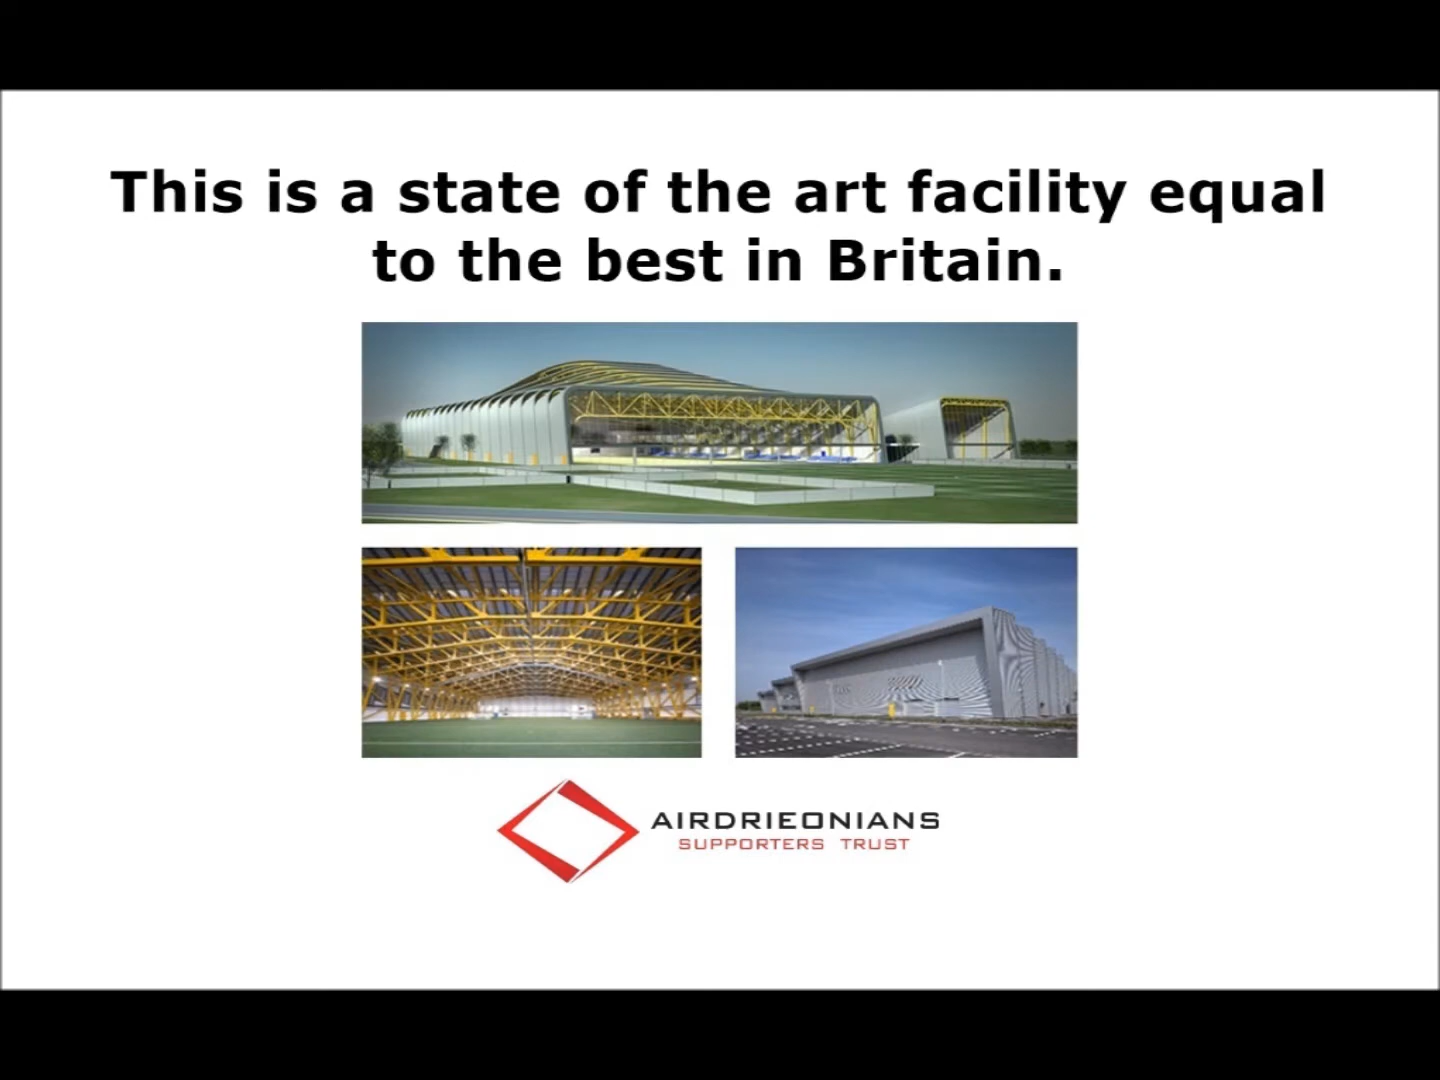 This is a state of the art facility equal
to the best in Britain.
AIRDRIEONIANS
SUPPORTERS TRUST